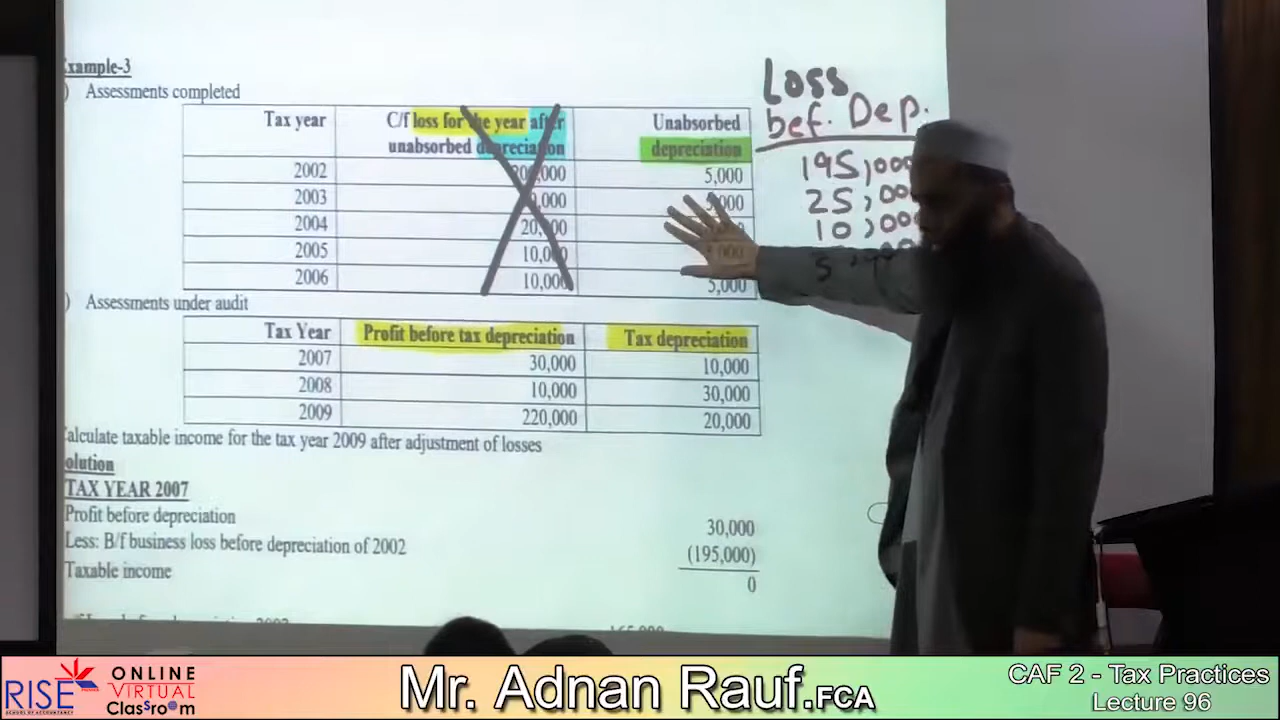 xample-3
) Assessments completed
Tax year C/f loss for the year after unabsorbed depreciation Unabsorbed depreciation
2002 5,000
2003 ,000
2004 20,
2005 10,00
2006 10,000 5,000
) Assessments under audit
Tax Year Profit before tax depreciation Tax depreciation
2007 30,000 10,000
2008 10,000 30,000
2009 220,000 20,000
alculate taxable income for the tax year 2009 after adjustment of losses
olution
TAX YEAR 2007
Profit before depreciation 30,000
Less: B/f business loss before depreciation of 2002 (195,000)
Taxable income 0
Loss
bef. Dep.
195,000
25,00
10,000
RISE
SCHOOL OF ACCOUNTANCY
ONLINE
VIRTUAL
Classroom
Mr. Adnan Rauf.FCA
CAF 2 - Tax Practices
Lecture 96